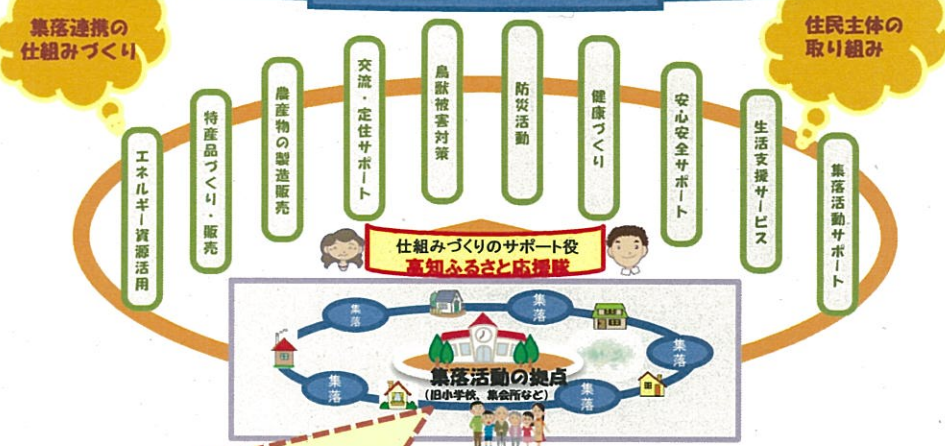 集落連携の
仕組みづくり
住民主体の
取り組み
エネルギー資源活用
特産品づくり・販売
農産物の製造販売
交流・定住サポート
鳥獣被害対策
防災活動
健康づくり
安心安全サポート
生活支援サービス
集落活動サポート
仕組みづくりのサポート役
高知ふるさと応援隊
集落
集落
集落
集落
集落
集落活動の拠点
(旧小学校、集会所など)